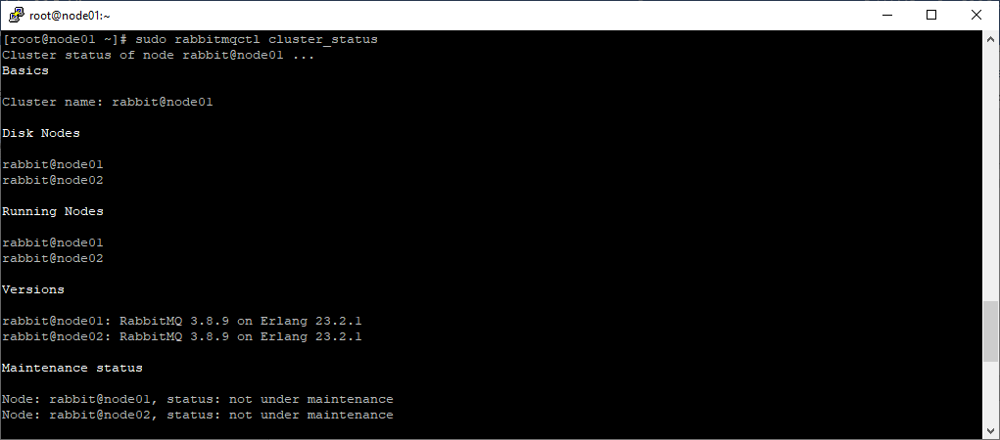 root@node01:~
[root@node01 ~]# sudo rabbitmqctl cluster_status
Cluster status of node rabbit@node01 ...
Basics
Cluster name: rabbit@node01
Disk Nodes
rabbit@node01
rabbit@node02
Running Nodes
rabbit@node01
rabbit@node02
Versions
rabbit@node01: RabbitMQ 3.8.9 on Erlang 23.2.1
rabbit@node02: RabbitMQ 3.8.9 on Erlang 23.2.1
Maintenance status
Node: rabbit@node01, status: not under maintenance
Node: rabbit@node02, status: not under maintenance